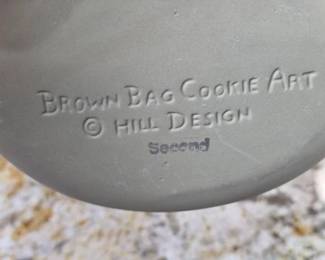 BROWN BAG COOKIE ART
© HILL DESIGN
Second